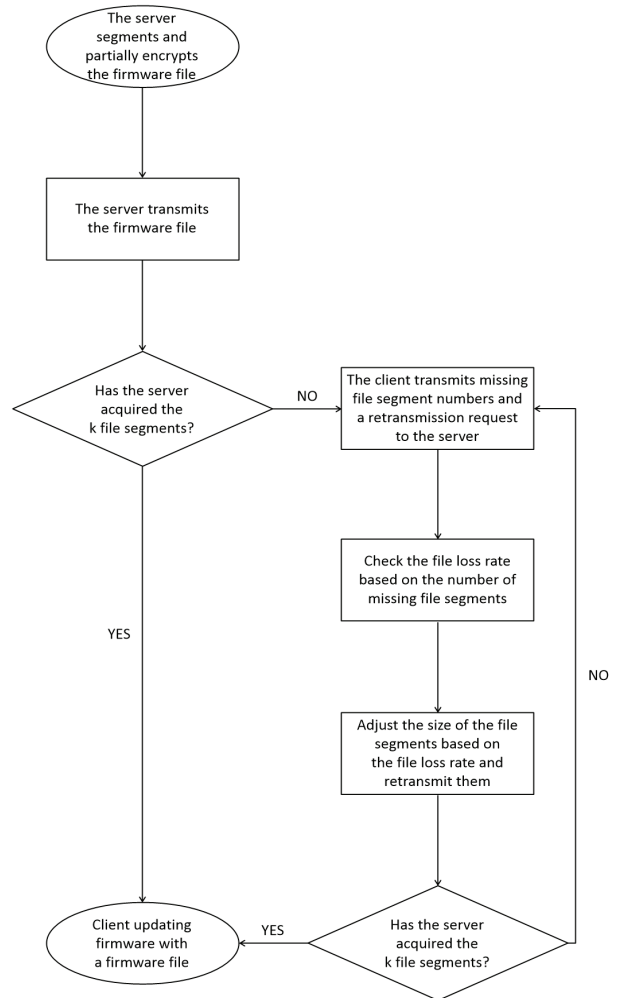 The server
segments and
partially encrypts
the firmware file
The server transmits
the firmware file
Has the server
acquired the
k file segments?
NO
The client transmits missing
file segment numbers and
a retransmission request
to the server
Check the file loss rate
based on the number of
missing file segments
YES
NO
Adjust the size of the file
segments based on
the file loss rate and
retransmit them
Client updating
firmware with
a firmware file
YES
Has the server
acquired the
k file segments?